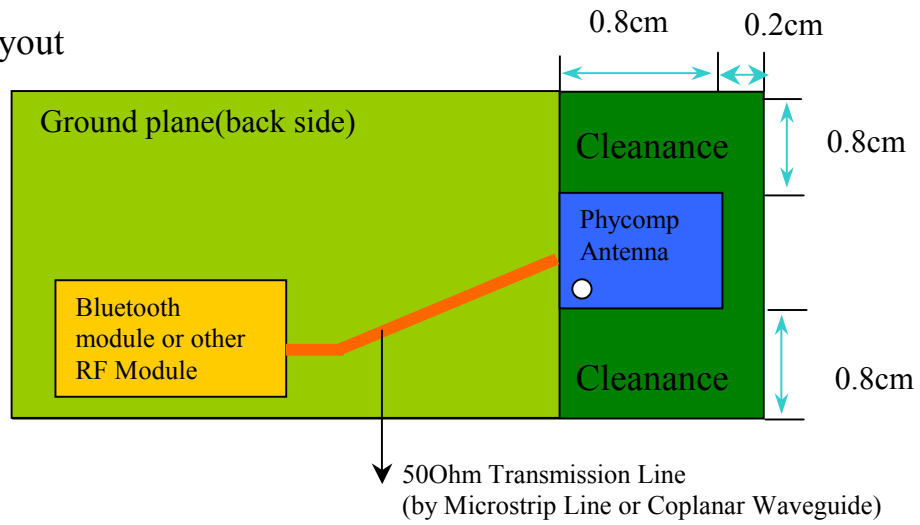 0.8cm
0.2cm
Ground plane(back side)
Cleanance
0.8cm
Phycomp
Antenna
Bluetooth
module or other
RF Module
Cleanance
0.8cm
50Ohm Transmission Line
(by Microstrip Line or Coplanar Waveguide)